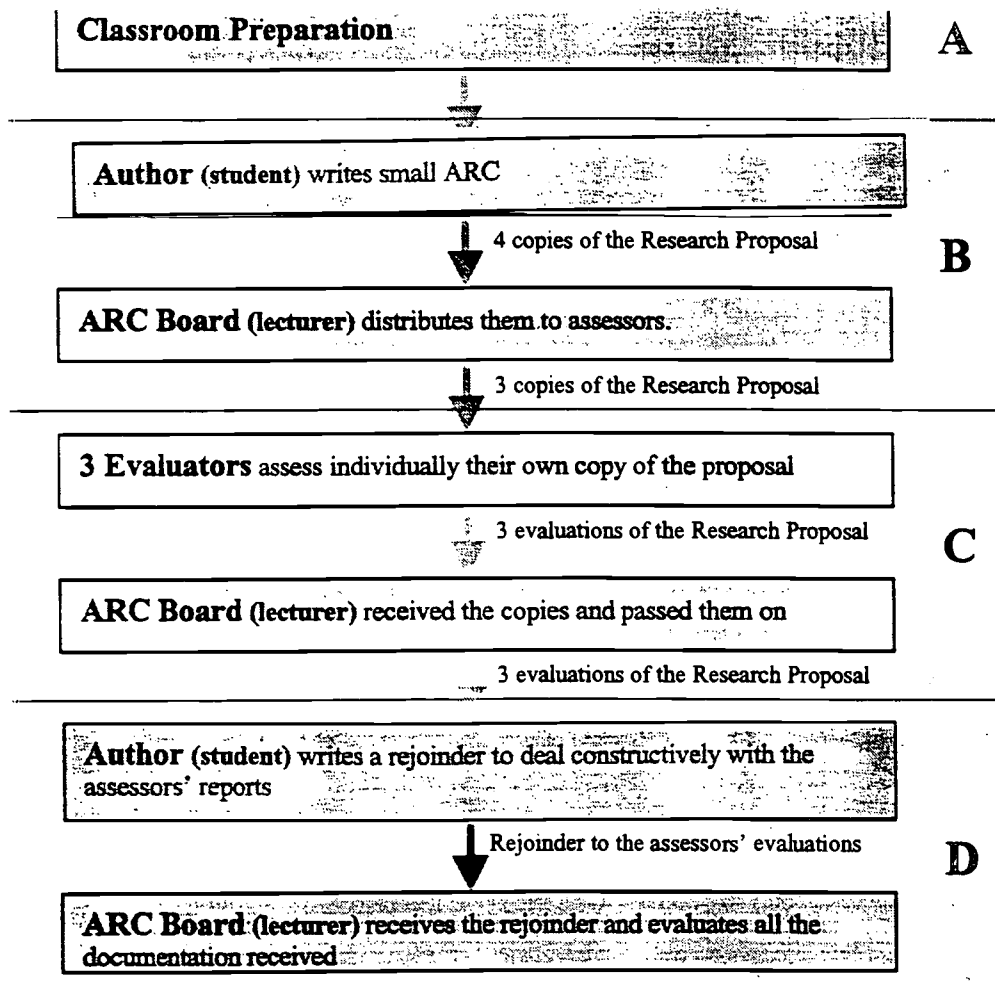 Classroom Preparation
A
Author (student) writes small ARC
4 copies of the Research Proposal
B
ARC Board (lecturer) distributes them to assessors.
3 copies of the Research Proposal
3 Evaluators assess individually their own copy of the proposal
3 evaluations of the Research Proposal
C
ARC Board (lecturer) received the copies and passed them on
3 evaluations of the Research Proposal
Author (student) writes a rejoinder to deal constructively with the
assessors' reports
Rejoinder to the assessors' evaluations
D
ARC Board (lecturer) receives the rejoinder and evaluates all the
documentation received